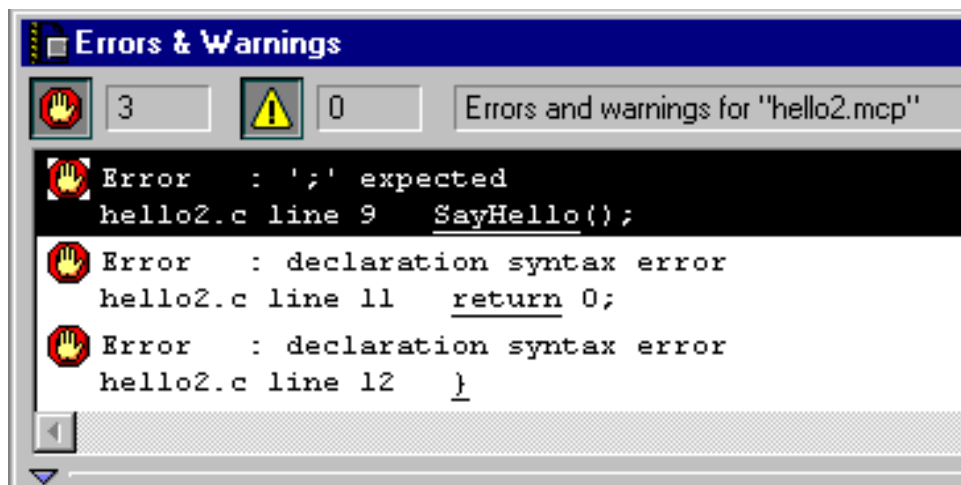 Errors & Warnings
3 0 Errors and warnings for "hello2.mcp"
Error : ';' expected
hello2.c line 9 SayHello();
Error : declaration syntax error
hello2.c line 11 return 0;
Error : declaration syntax error
hello2.c line 12 }